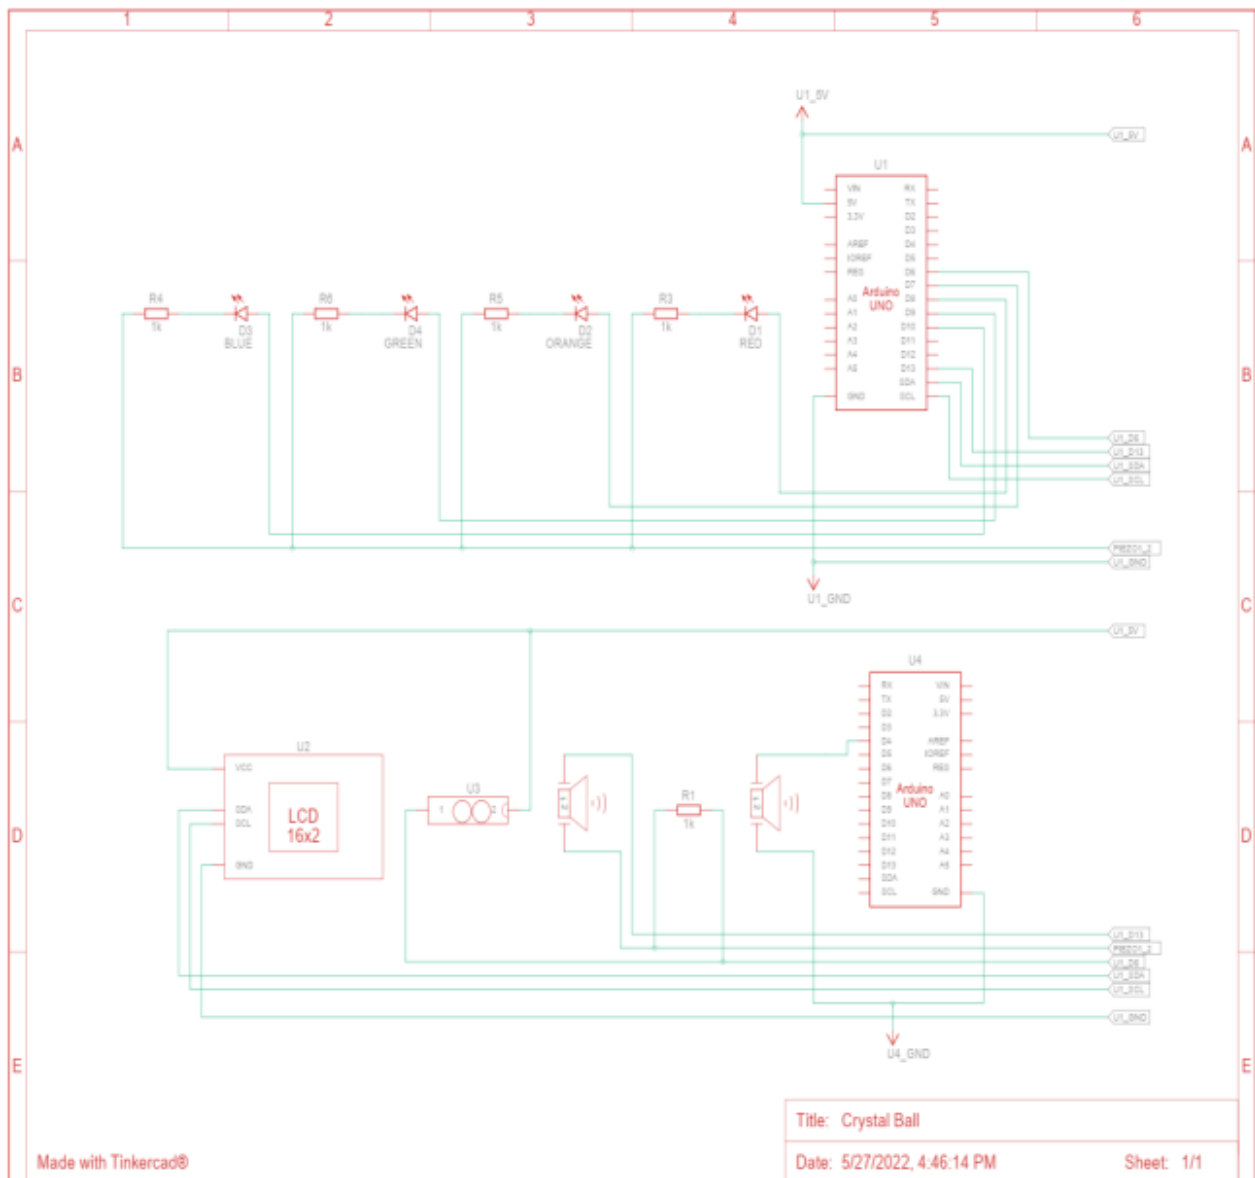 1 2 3 4 5 6
A A
B B
C C
D D
E E
U1_5V
U1_5V
U1
VIN RX
5V TX
3.3V D2
D3
AREF D4
IOREF D5
RES D6
D7
Arduino
UNO
A0 D8
A1 D9
A2 D10
A3 D11
A4 D12
A5 D13
SDA
GND SCL
R4
1k
D3
BLUE
R6
1k
D4
GREEN
R5
1k
D2
ORANGE
R3
1k
D1
RED
U1_D6
U1_D13
U1_SDA
U1_SCL
PIEZO1_2
U1_GND
U1_GND
U1_5V
U4
RX VIN
TX 5V
D2 3.3V
D3
D4 AREF
D5 IOREF
D6 RES
D7
Arduino
UNO
D8 A0
D9 A1
D10 A2
D11 A3
D12 A4
D13 A5
SDA
SCL GND
U2
VCC
SDA
SCL
GND
LCD
16x2
U3
1 2
1 2
R1
1k
1 2
U1_D13
PIEZO1_2
U1_D6
U1_SDA
U1_SCL
U1_GND
U4_GND
Title: Crystal Ball
Made with Tinkercad®
Date: 5/27/2022, 4:46:14 PM Sheet: 1/1